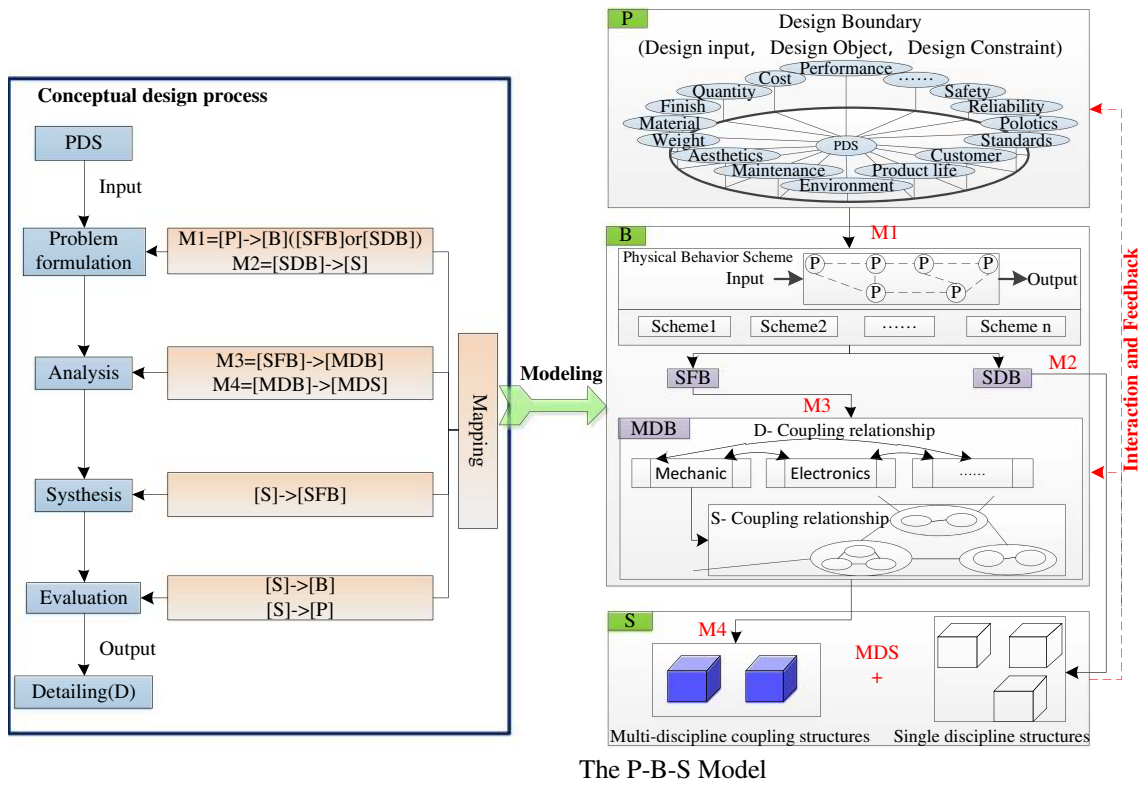 Conceptual design process
PDS
Input
Problem
formulation
M1=[P]->[B]([SFB]or[SDB])
M2=[SDB]->[S]
Analysis
M3=[SFB]->[MDB]
M4=[MDB]->[MDS]
Systhesis
[S]->[SFB]
Evaluation
[S]->[B]
[S]->[P]
Output
Detailing(D)
Mapping
Modeling
P
Design Boundary
(Design input, Design Object, Design Constraint)
Performance
Cost
......
Quantity
Safety
Finish
Reliability
Material
Polotics
Weight
PDS
Standards
Aesthetics
Customer
Maintenance
Product life
Environment
M1
B
Physical Behavior Scheme
Input
P
P
P
P
P
P
Output
Scheme1
Scheme2
......
Scheme n
SFB
SDB
M2
M3
MDB
D- Coupling relationship
Mechanic
Electronics
......
S- Coupling relationship
Interaction and Feedback
S
M4
MDS
+
Multi-discipline coupling structures
Single discipline structures
The P-B-S Model